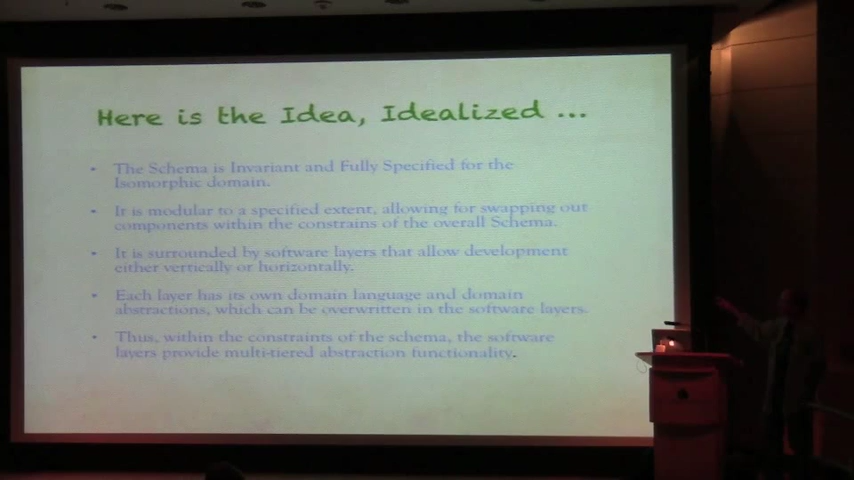 Here is the Idea, Idealized ...
• The Schema is Invariant and Fully Specified for the
Isomorphic domain.
• It is modular to a specified extent, allowing for swapping out
components within the constrains of the overall Schema.
• It is surrounded by software layers that allow development
either vertically or horizontally.
• Each layer has its own domain language and domain
abstractions, which can be overwritten in the software layers.
• Thus, within the constraints of the schema, the software
layers provide multi-tiered abstraction functionality.